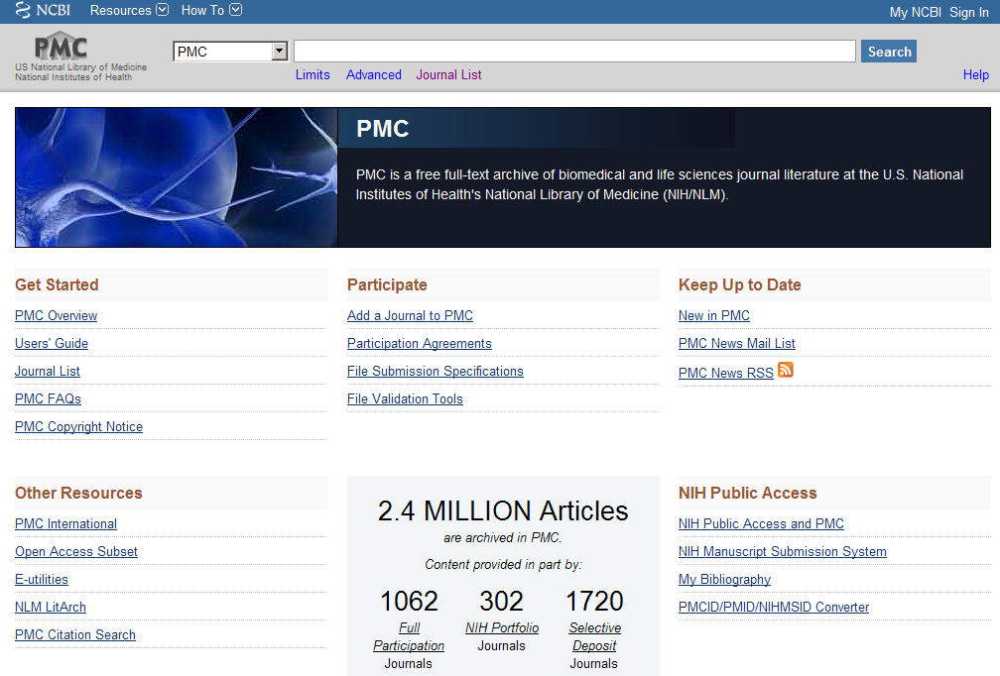 NCBI Resources How To My NCBI Sign In
PMC
US National Library of Medicine
National Institutes of Health
PMC Search
Limits Advanced Journal List Help
PMC
PMC is a free full-text archive of biomedical and life sciences journal literature at the U.S. National
Institutes of Health's National Library of Medicine (NIH/NLM).
Get Started
PMC Overview
Users' Guide
Journal List
PMC FAQs
PMC Copyright Notice
Participate
Add a Journal to PMC
Participation Agreements
File Submission Specifications
File Validation Tools
Keep Up to Date
New in PMC
PMC News Mail List
PMC News RSS
Other Resources
PMC International
Open Access Subset
E-utilities
NLM LitArch
PMC Citation Search
2.4 MILLION Articles
are archived in PMC.
Content provided in part by:
1062
Full
Participation
Journals
302
NIH Portfolio
Journals
1720
Selective
Deposit
Journals
NIH Public Access
NIH Public Access and PMC
NIH Manuscript Submission System
My Bibliography
PMCID/PMID/NIHMSID Converter